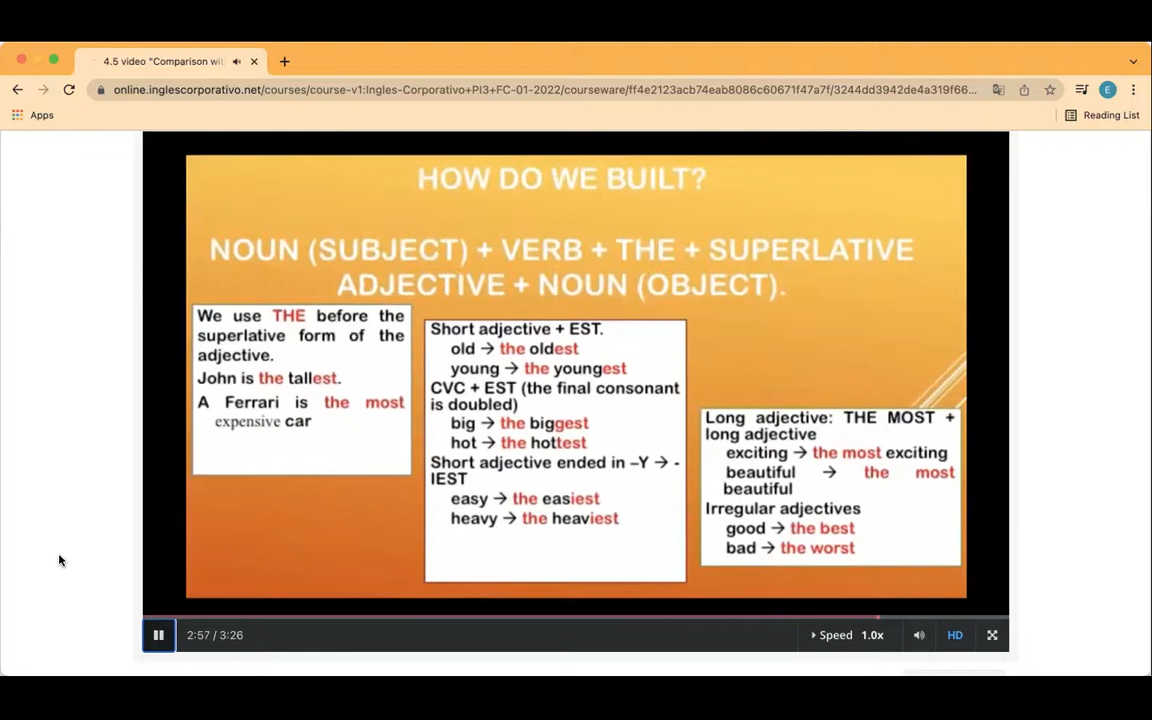 4.5 video "Comparison wit
online.inglescorporativo.net/courses/course-v1:Ingles-Corporativo+PI3+FC-01-2022/courseware/ff4e2123acb74eab8086c60671f47a7f/3244dd3942de4a319f66...
E
Apps
Reading List
HOW DO WE BUILT?
NOUN (SUBJECT) + VERB + THE + SUPERLATIVE
ADJECTIVE + NOUN (OBJECT).
We use THE before the
superlative form of the
adjective.
John is the tallest.
A Ferrari is the most
expensive car
Short adjective + EST.
old → the oldest
young → the youngest
CVC + EST (the final consonant
is doubled)
big → the biggest
hot → the hottest
Short adjective ended in –Y → -
IEST
easy → the easiest
heavy → the heaviest
Long adjective: THE MOST +
long adjective
exciting → the most exciting
beautiful → the most
beautiful
Irregular adjectives
good → the best
bad → the worst
2:57 / 3:26
Speed 1.0x
HD